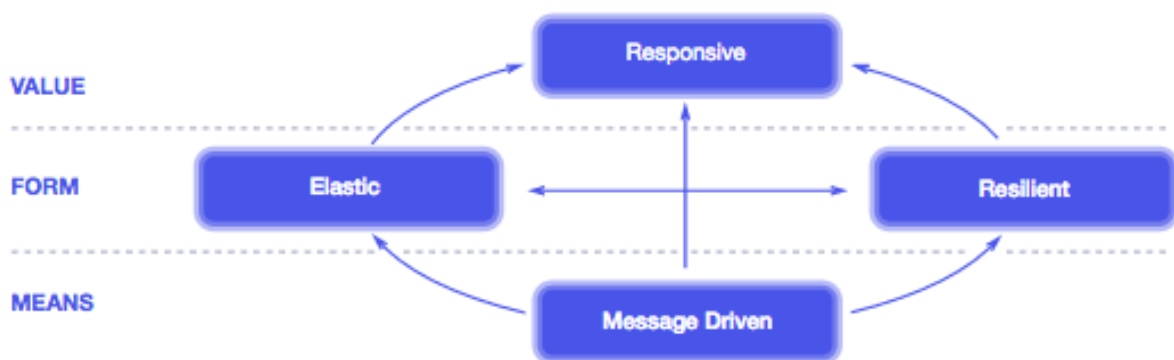 Responsive
VALUE
FORM
Elastic
Resilient
MEANS
Message Driven